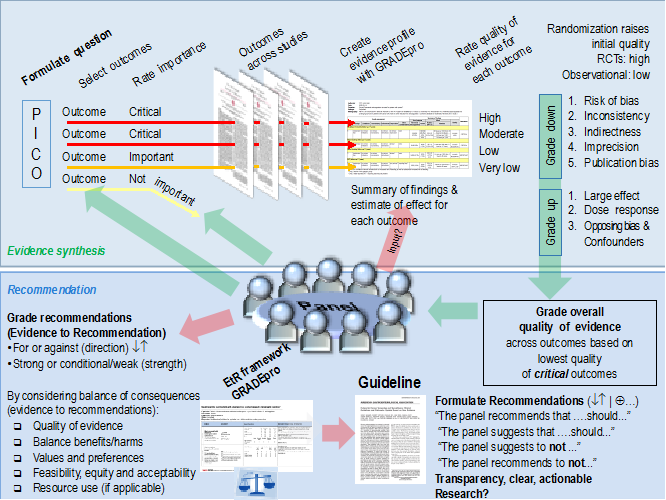 Formulate question
Select outcomes
Rate importance
Outcomes
across studies
Create
evidence profile
with GRADEpro
Rate quality of
evidence for
each outcome
Randomization raises
initial quality
RCTs: high
Observational: low
P
I
C
O
Outcome Critical
Outcome Critical
Outcome Important
Outcome Not important
High
Moderate
Low
Very low
Summary of findings &
estimate of effect for
each outcome
Grade down
1. Risk of bias
2. Inconsistency
3. Indirectness
4. Imprecision
5. Publication bias
Grade up
1. Large effect
2. Dose response
3. Opposing bias &
Confounders
Evidence synthesis
Input?
Recommendation
Panel
Grade recommendations
(Evidence to Recommendation)
• For or against (direction) ↓↑
• Strong or conditional/weak (strength)
By considering balance of consequences
(evidence to recommendations):
❑ Quality of evidence
❑ Balance benefits/harms
❑ Values and preferences
❑ Feasibility, equity and acceptability
❑ Resource use (if applicable)
EtR framework
GRADEpro
Guideline
Grade overall
quality of evidence
across outcomes based on
lowest quality
of critical outcomes
Formulate Recommendations (↓↑ | ⊕...)
“The panel recommends that ....should...”
“The panel suggests that ....should...”
“The panel suggests to not ...”
“The panel recommends to not...”
Transparency, clear, actionable
Research?